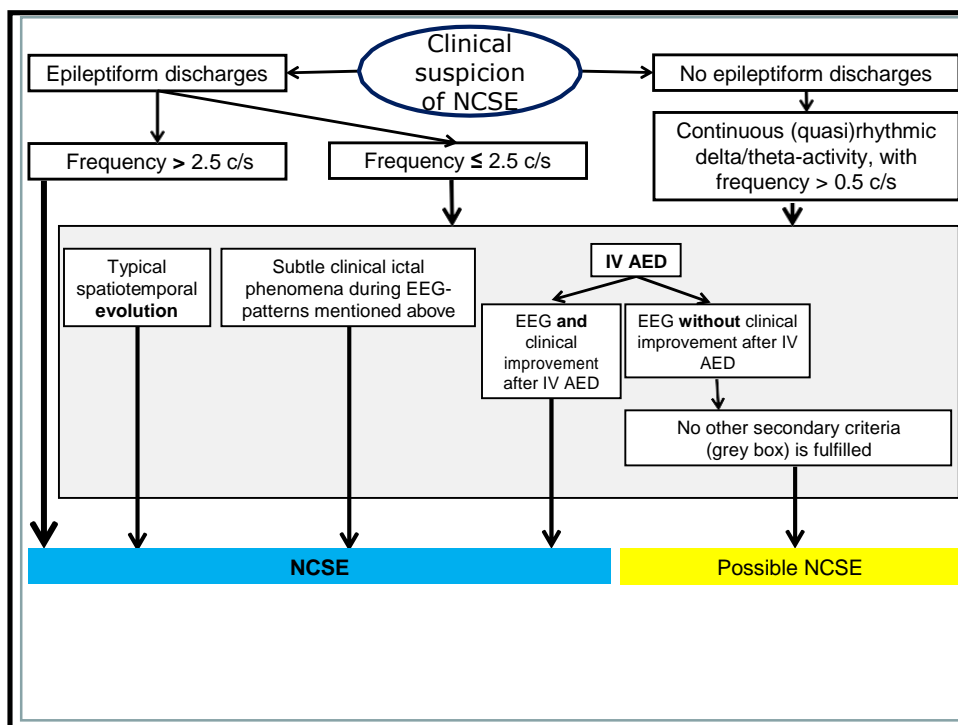 Clinical
suspicion
of NCSE
Epileptiform discharges
No epileptiform discharges
Frequency > 2.5 c/s
Frequency ≤ 2.5 c/s
Continuous (quasi)rhythmic
delta/theta-activity, with
frequency > 0.5 c/s
Typical
spatiotemporal
evolution
Subtle clinical ictal
phenomena during EEG-
patterns mentioned above
IV AED
EEG and
clinical
improvement
after IV AED
EEG without clinical
improvement after IV
AED
No other secondary criteria
(grey box) is fulfilled
NCSE
Possible NCSE